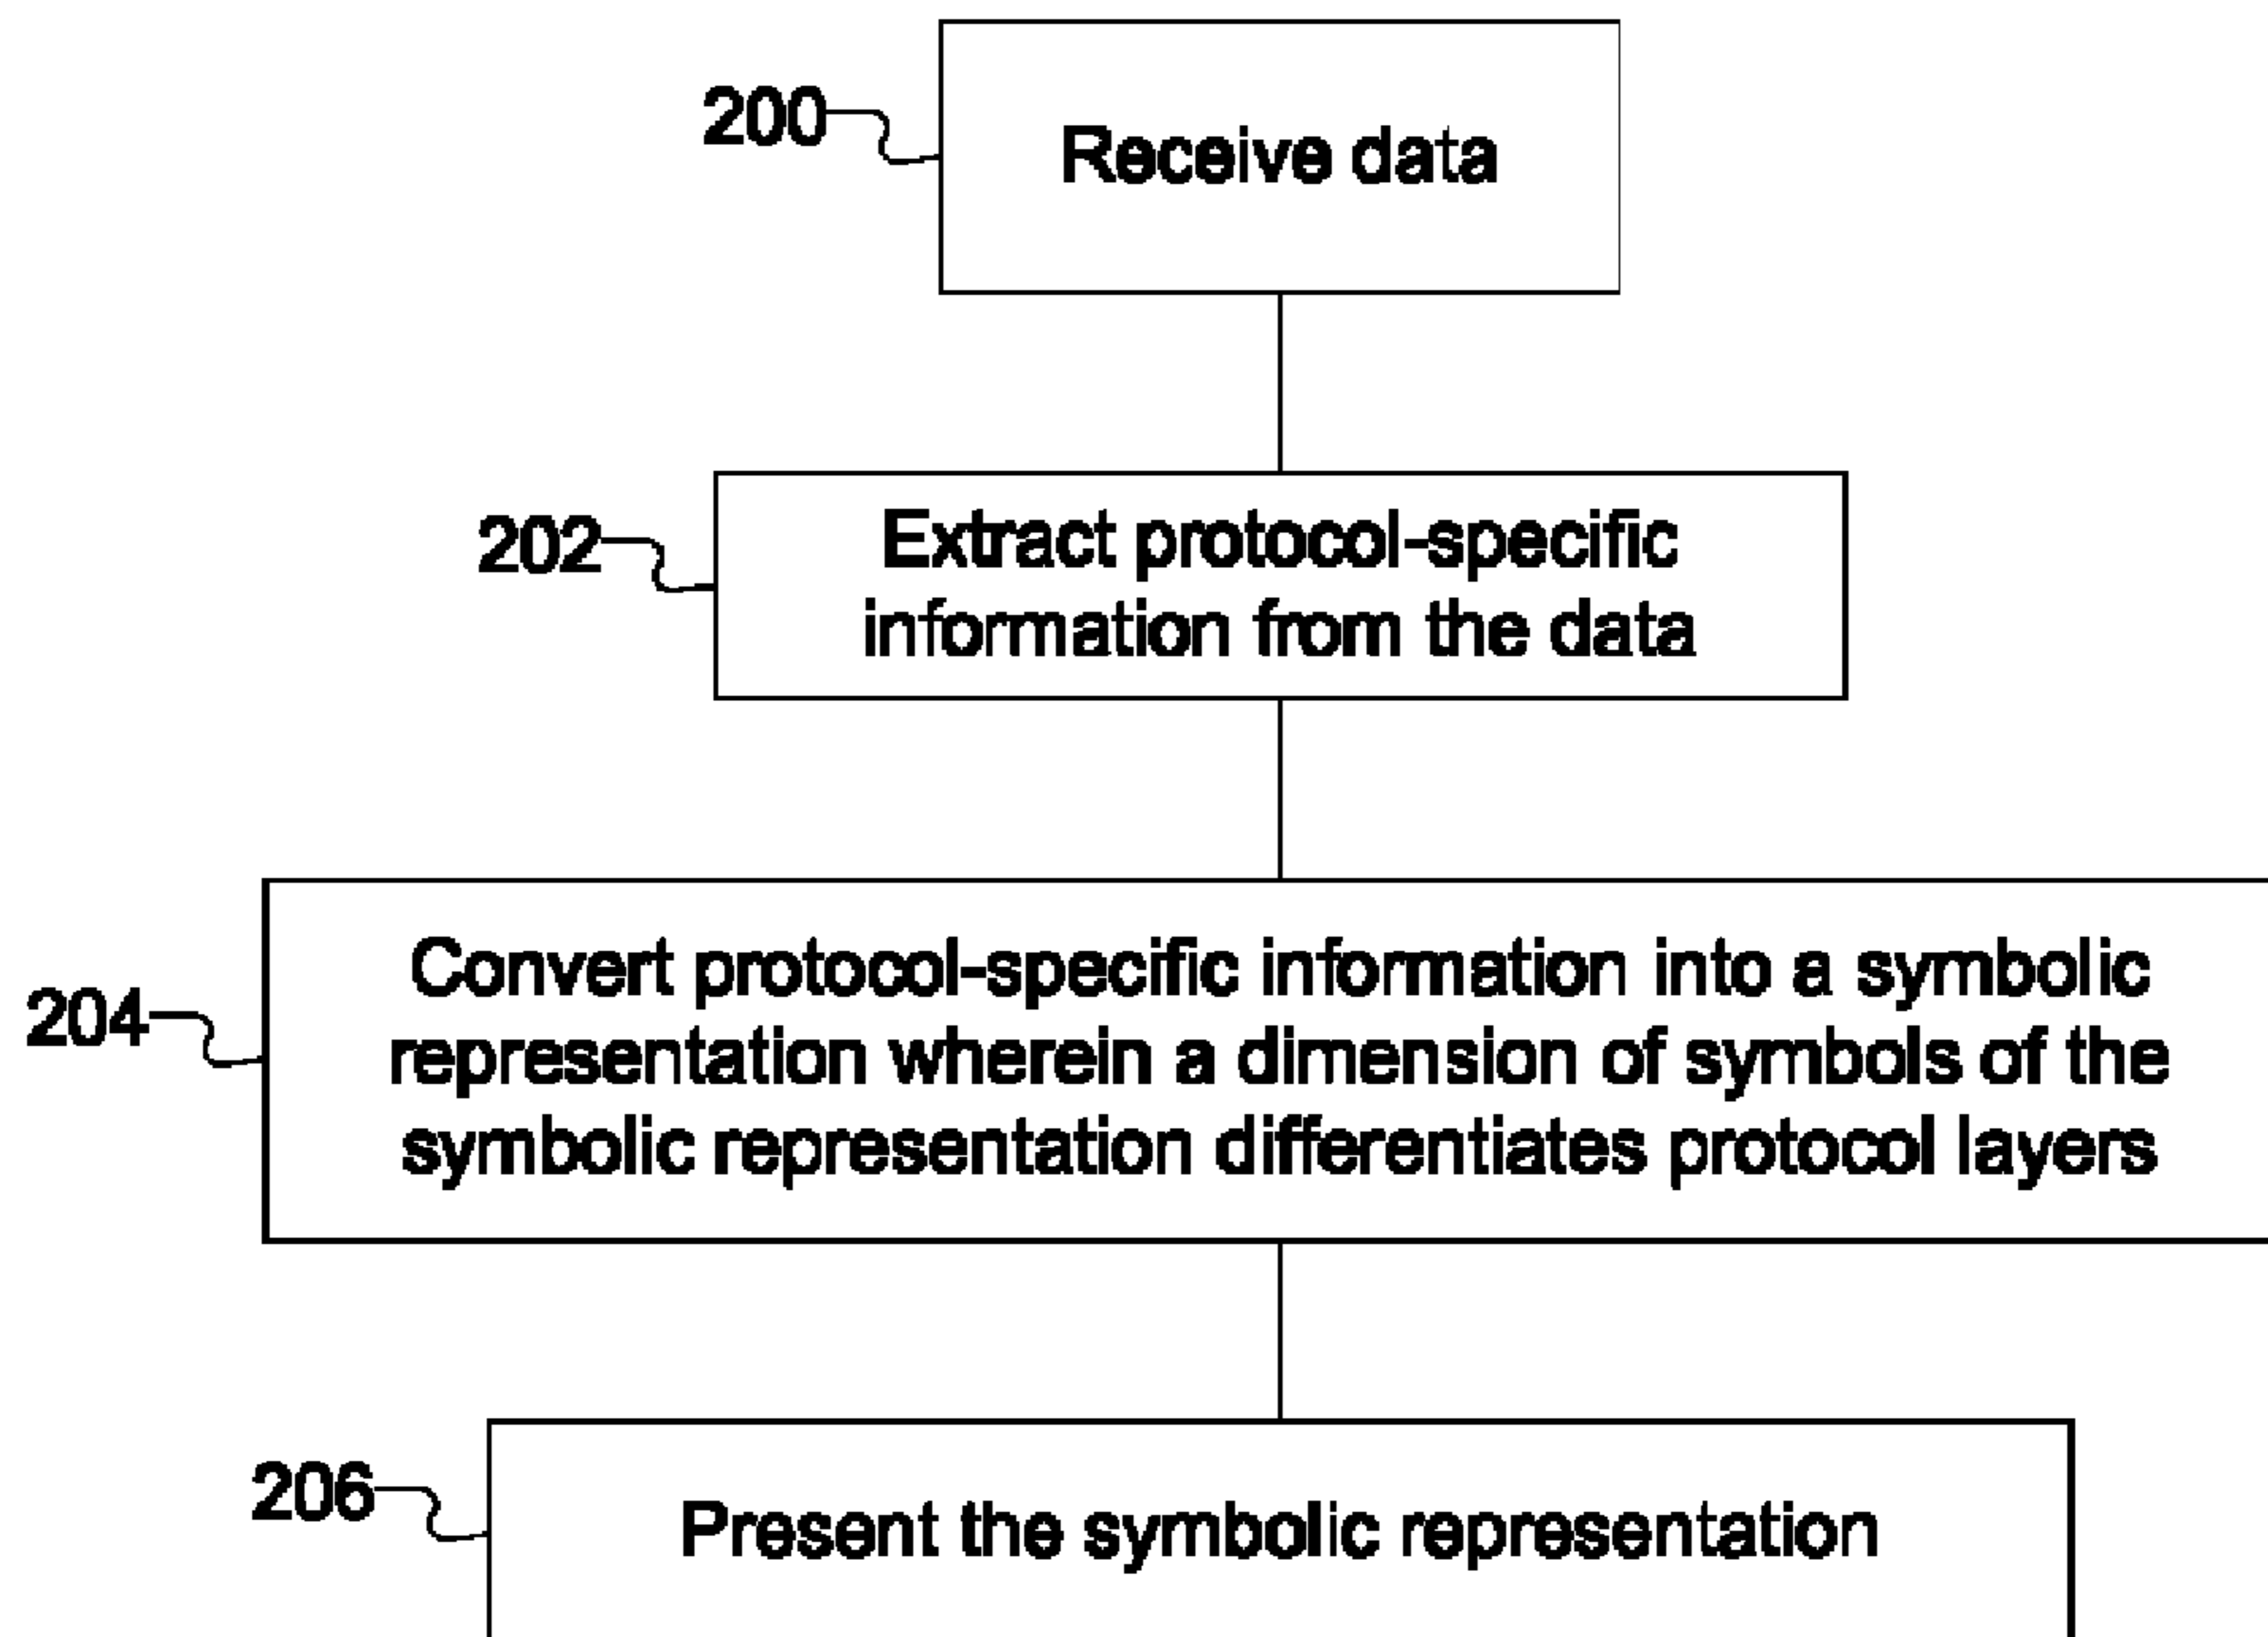 200
Receive data
202
Extract protocol-specific
information from the data
204
Convert protocol-specific information into a symbolic
representation wherein a dimension of symbols of the
symbolic representation differentiates protocol layers
206
Present the symbolic representation